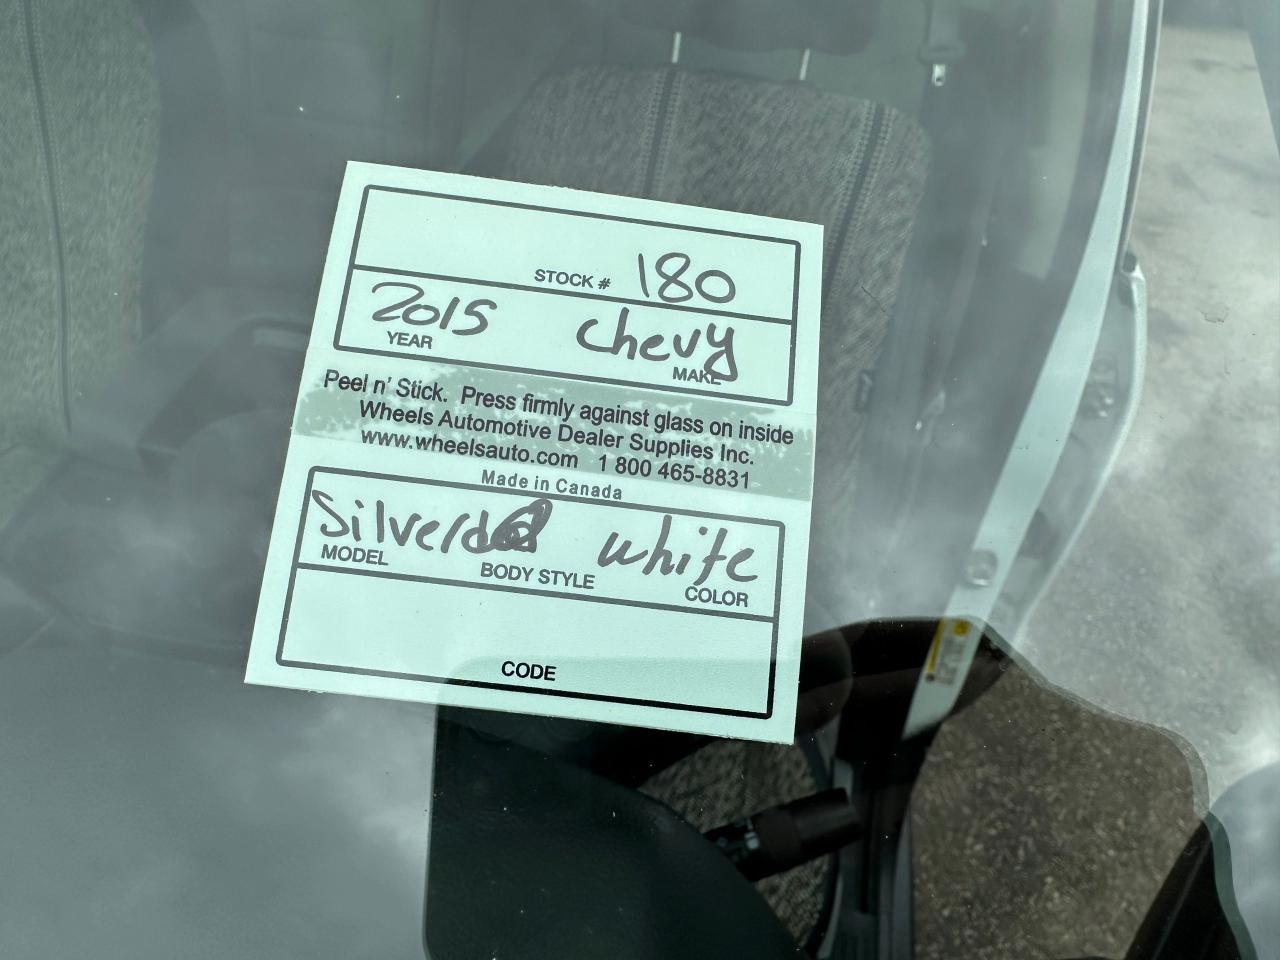 STOCK # 180
2015 Chevy
YEAR MAKE
Peel n' Stick. Press firmly against glass on inside
Wheels Automotive Dealer Supplies Inc.
www.wheelsauto.com 1 800 465-8831
Made in Canada
white
MODEL BODY STYLE COLOR
CODE